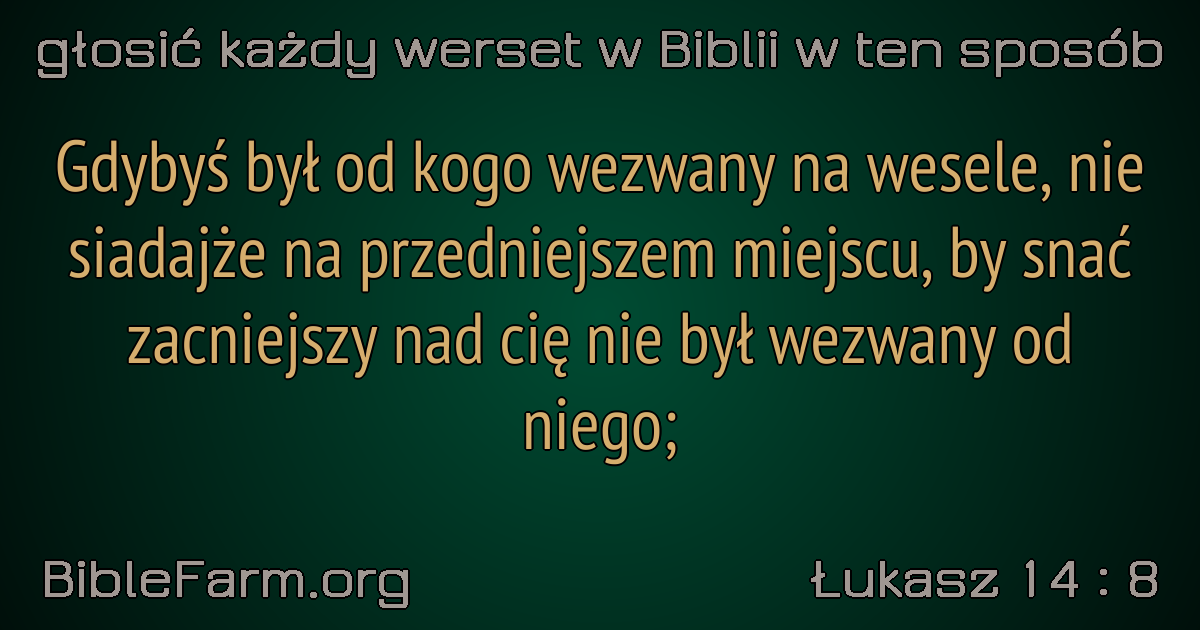 głosić każdy werset w Biblii w ten sposób
Gdybyś był od kogo wezwany na wesele, nie
siadajże na przedniejszem miejscu, by snać
zacniejszy nad cię nie był wezwany od
niego;
BibleFarm.org
Łukasz 14 : 8